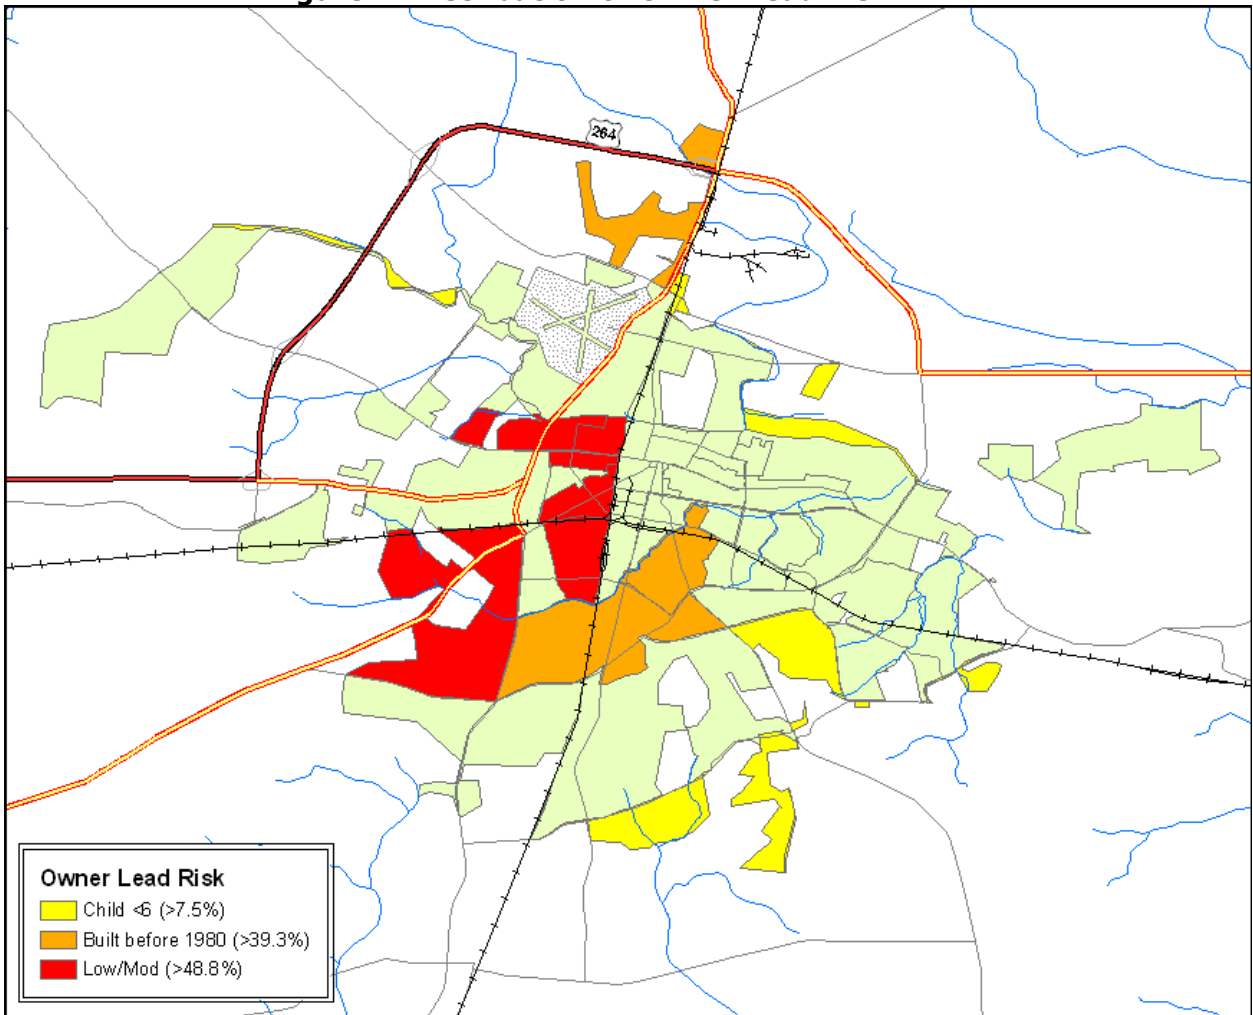 264
Owner Lead Risk
Child <6 (>7.5%)
Built before 1980 (>39.3%)
Low/Mod (>48.8%)